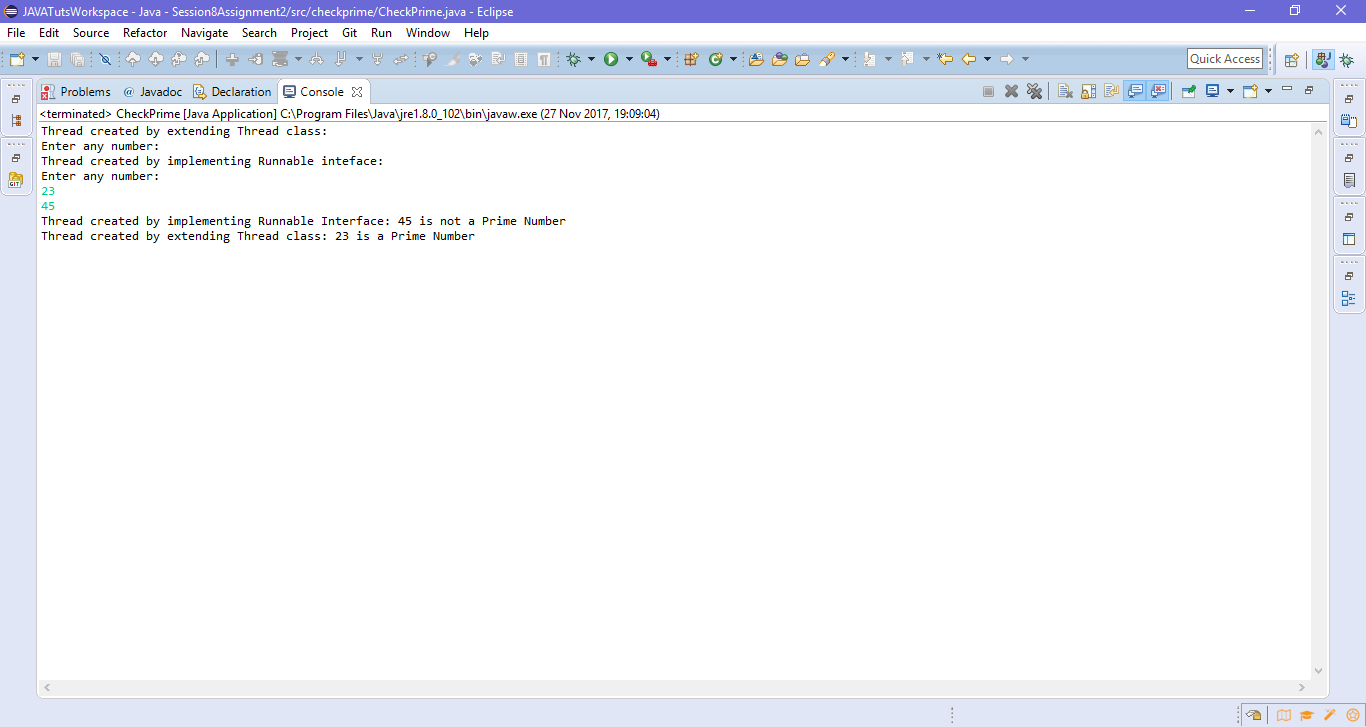 JAVATutsWorkspace - Java - Session8Assignment2/src/checkprime/CheckPrime.java - Eclipse
File Edit Source Refactor Navigate Search Project Git Run Window Help
Quick Access
Problems @ Javadoc Declaration Console
<terminated> CheckPrime [Java Application] C:\Program Files\Java\jre1.8.0_102\bin\javaw.exe (27 Nov 2017, 19:09:04)
Thread created by extending Thread class:
Enter any number:
Thread created by implementing Runnable inteface:
Enter any number:
23
45
Thread created by implementing Runnable Interface: 45 is not a Prime Number
Thread created by extending Thread class: 23 is a Prime Number
GIT